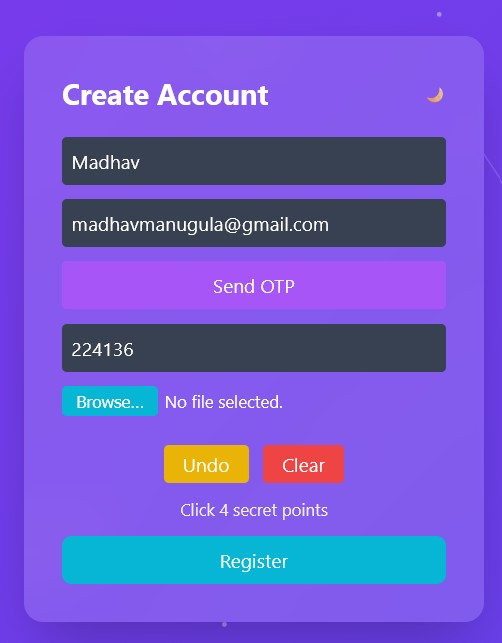 Create Account
Madhav
madhavmanugula@gmail.com
Send OTP
224136
Browse... No file selected.
Undo Clear
Click 4 secret points
Register